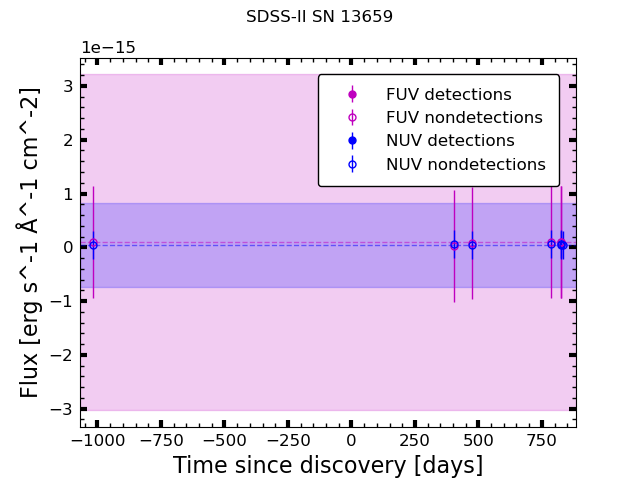 SDSS-II SN 13659
1e−15
FUV detections
FUV nondetections
NUV detections
NUV nondetections
3
2
1
0
−1
−2
−3
Flux [erg s^-1 Å^-1 cm^-2]
−1000 −750 −500 −250 0 250 500 750
Time since discovery [days]